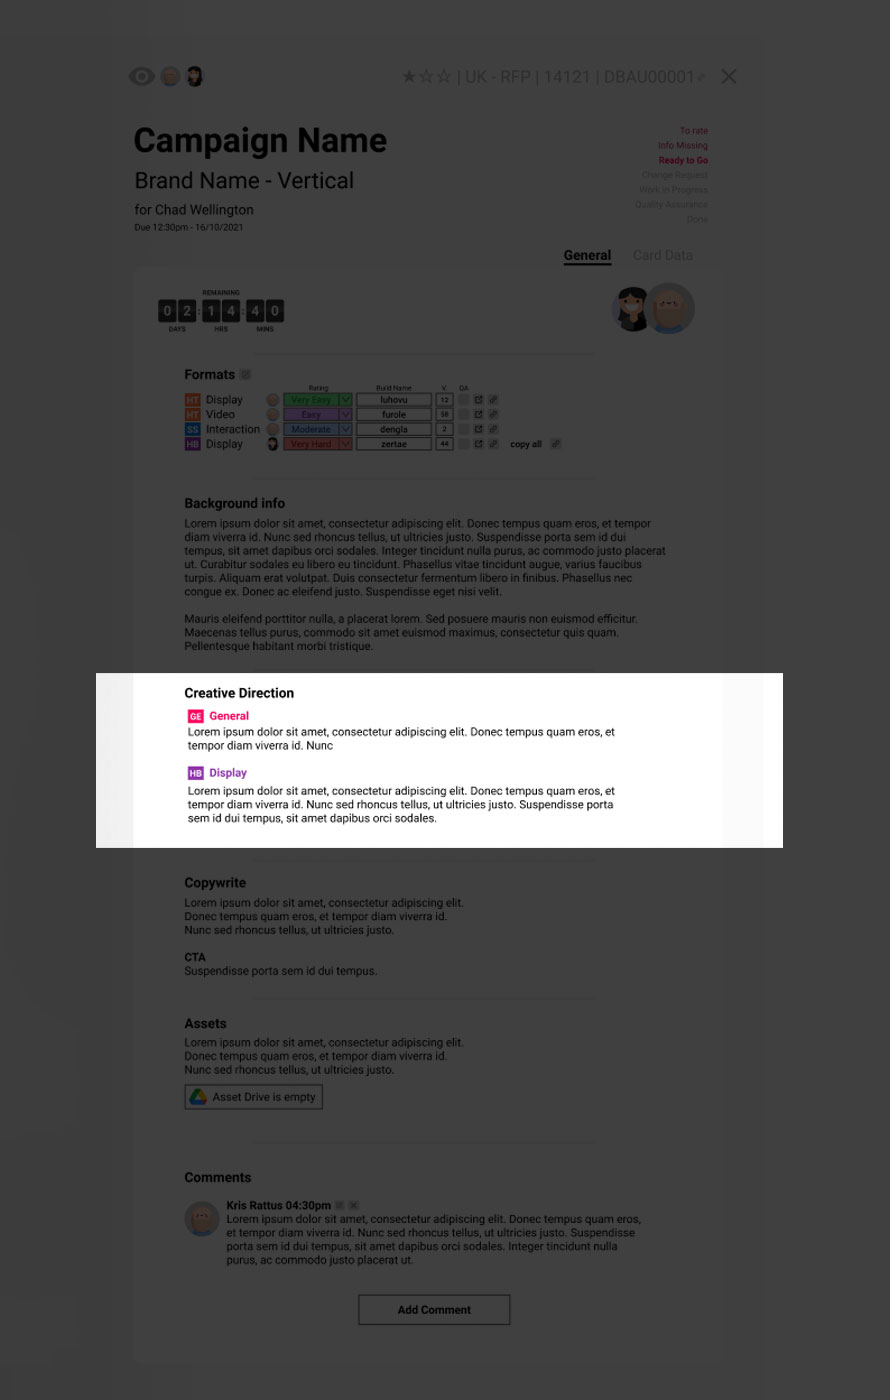 ★☆☆ | UK - RFP | 14121 | DBAU00001
Campaign Name
Brand Name - Vertical
for Chad Wellington
Due 12:30pm - 16/10/2021
To rate
Info Missing
Ready to Go
Change Request
Work in Progress
Quality Assurance
Done
General Card Data
REMAINING
02:14:40
DAYS HRS MINS
Formats
Rating Build Name V. QA
HT Display Very Easy luhovu 12
HT Video Easy furole 58
SS Interaction Moderate dengla 2
HB Display Very Hard zertae 44 copy all
Background info
Lorem ipsum dolor sit amet, consectetur adipiscing elit. Donec tempus quam eros, et tempor
diam viverra id. Nunc sed rhoncus tellus, ut ultricies justo. Suspendisse porta sem id dui
tempus, sit amet dapibus orci sodales. Integer tincidunt nulla purus, ac commodo justo placerat
ut. Curabitur sodales eu libero eu tincidunt. Phasellus vitae tincidunt augue, varius faucibus
turpis. Aliquam erat volutpat. Duis consectetur fermentum libero in finibus. Phasellus nec
congue ex. Donec ac eleifend justo. Suspendisse eget nisi velit.
Mauris eleifend porttitor nulla, a placerat lorem. Sed posuere mauris non euismod efficitur.
Maecenas tellus purus, commodo sit amet euismod maximus, consectetur quis quam.
Pellentesque habitant morbi tristique.
Creative Direction
GE General
Lorem ipsum dolor sit amet, consectetur adipiscing elit. Donec tempus quam eros, et
tempor diam viverra id. Nunc
HB Display
Lorem ipsum dolor sit amet, consectetur adipiscing elit. Donec tempus quam eros, et
tempor diam viverra id. Nunc sed rhoncus tellus, ut ultricies justo. Suspendisse porta
sem id dui tempus, sit amet dapibus orci sodales.
Copywrite
Lorem ipsum dolor sit amet, consectetur adipiscing elit.
Donec tempus quam eros, et tempor diam viverra id.
Nunc sed rhoncus tellus, ut ultricies justo.
CTA
Suspendisse porta sem id dui tempus.
Assets
Lorem ipsum dolor sit amet, consectetur adipiscing elit.
Donec tempus quam eros, et tempor diam viverra id.
Nunc sed rhoncus tellus, ut ultricies justo.
Asset Drive is empty
Comments
Kris Rattus 04:30pm
Lorem ipsum dolor sit amet, consectetur adipiscing elit. Donec tempus quam eros,
et tempor diam viverra id. Nunc sed rhoncus tellus, ut ultricies justo. Suspendisse
porta sem id dui tempus, sit amet dapibus orci sodales. Integer tincidunt nulla
purus, ac commodo justo placerat ut.
Add Comment